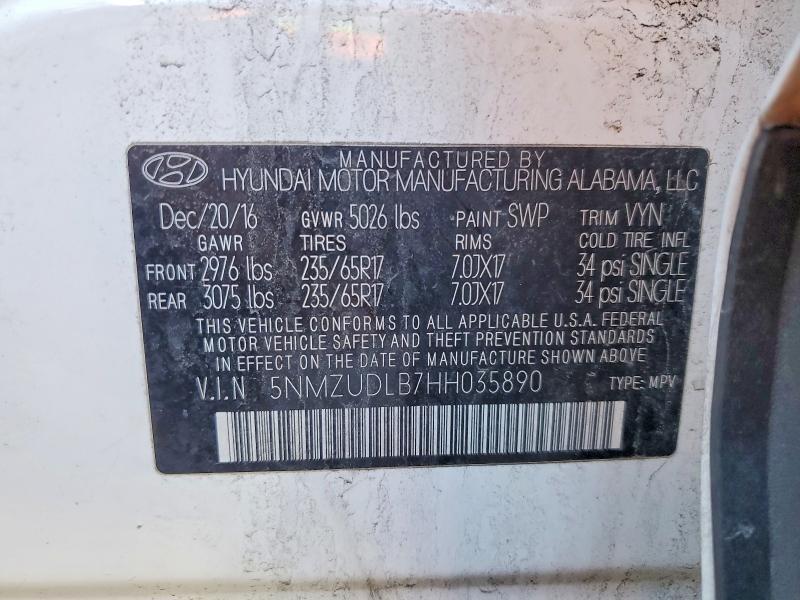 MANUFACTURED BY
HYUNDAI MOTOR MANUFACTURING ALABAMA, LLC
Dec/20/16 GVWR 5026 lbs PAINT SWP TRIM VYN
GAWR TIRES RIMS COLD TIRE INFL
FRONT 2976 lbs 235/65R17 7.0JX17 34 psi SINGLE
REAR 3075 lbs 235/65R17 7.0JX17 34 psi SINGLE
THIS VEHICLE CONFORMS TO ALL APPLICABLE U.S.A. FEDERAL
MOTOR VEHICLE SAFETY AND THEFT PREVENTION STANDARDS
IN EFFECT ON THE DATE OF MANUFACTURE SHOWN ABOVE
V.I.N 5NMZUDLB7HH035890 TYPE: MPV